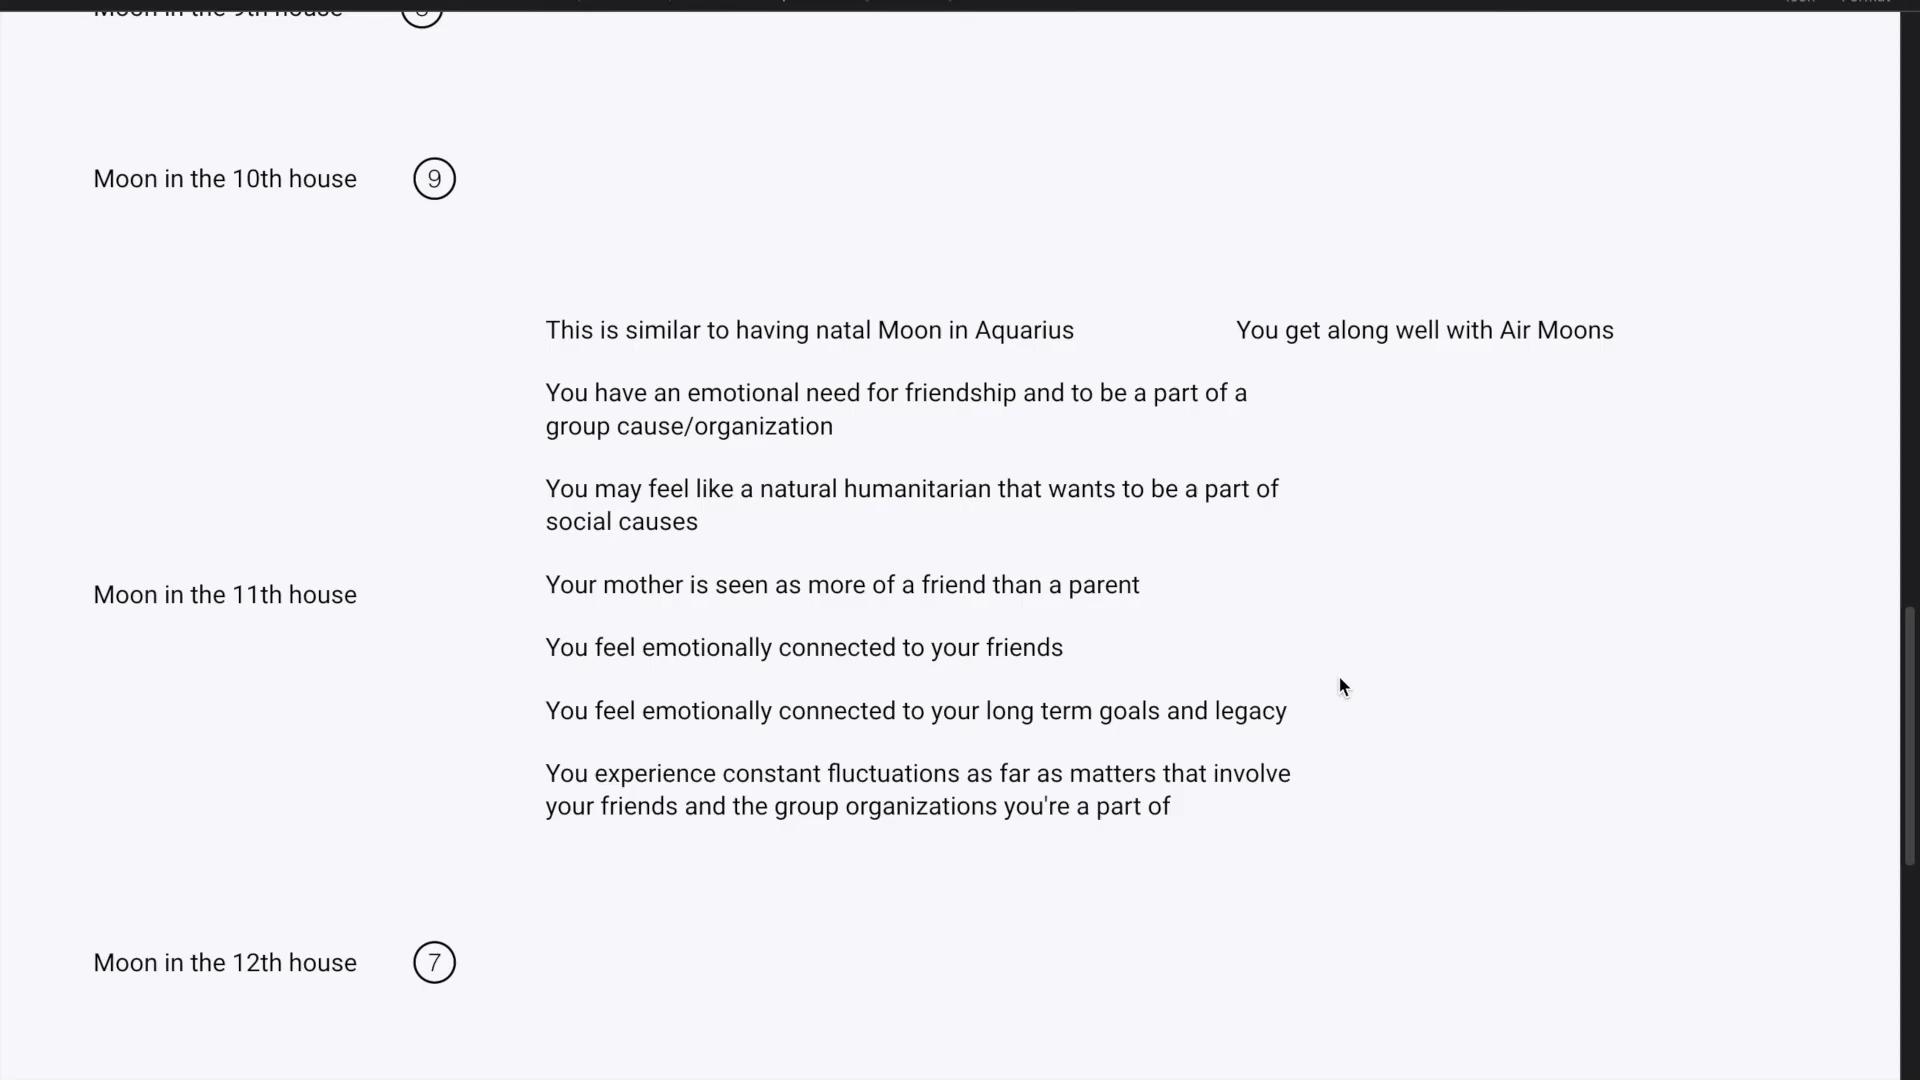 Moon in the 9th house
Moon in the 10th house 9
This is similar to having natal Moon in Aquarius You get along well with Air Moons
You have an emotional need for friendship and to be a part of a
group cause/organization
You may feel like a natural humanitarian that wants to be a part of
social causes
Moon in the 11th house
Your mother is seen as more of a friend than a parent
You feel emotionally connected to your friends
You feel emotionally connected to your long term goals and legacy
You experience constant fluctuations as far as matters that involve
your friends and the group organizations you're a part of
Moon in the 12th house 7